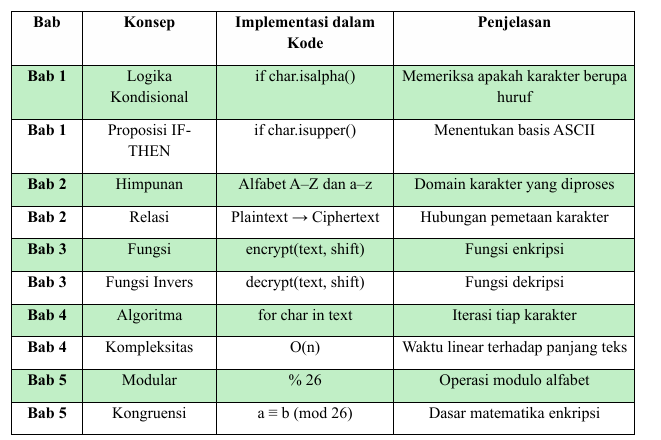 Bab Konsep Implementasi dalam Penjelasan
Kode
Bab 1 Logika if char.isalpha() Memeriksa apakah karakter berupa
Kondisional huruf
Bab 1 Proposisi IF- if char.isupper() Menentukan basis ASCII
THEN
Bab 2 Himpunan Alfabet A–Z dan a–z Domain karakter yang diproses
Bab 2 Relasi Plaintext → Ciphertext Hubungan pemetaan karakter
Bab 3 Fungsi encrypt(text, shift) Fungsi enkripsi
Bab 3 Fungsi Invers decrypt(text, shift) Fungsi dekripsi
Bab 4 Algoritma for char in text Iterasi tiap karakter
Bab 4 Kompleksitas O(n) Waktu linear terhadap panjang teks
Bab 5 Modular % 26 Operasi modulo alfabet
Bab 5 Kongruensi a ≡ b (mod 26) Dasar matematika enkripsi